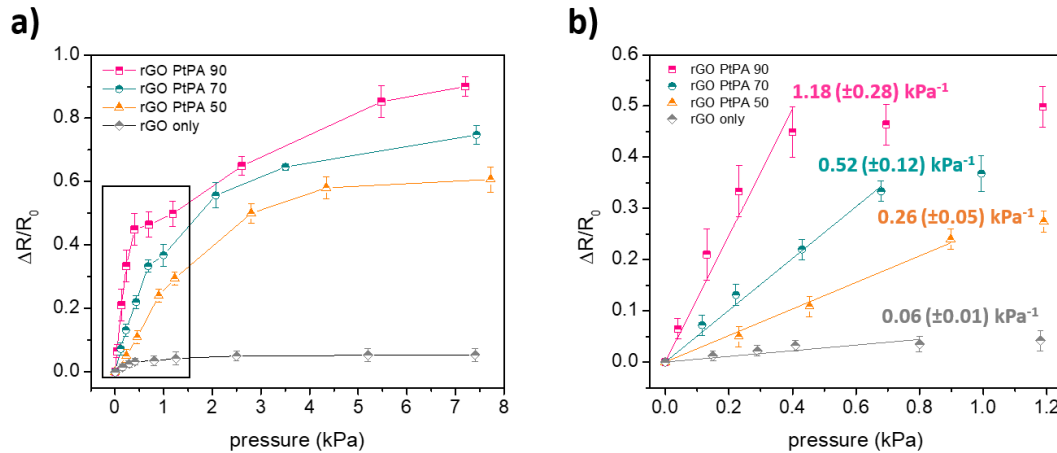 a)
1.0
0.8
0.6
0.4
0.2
0.0
ΔR/R0
rGO PtPA 90
rGO PtPA 70
rGO PtPA 50
rGO only
0 1 2 3 4 5 6 7 8
pressure (kPa)
b)
0.6
0.5
0.4
0.3
0.2
0.1
0.0
ΔR/R0
rGO PtPA 90
rGO PtPA 70
rGO PtPA 50
rGO only
1.18 (±0.28) kPa-1
0.52 (±0.12) kPa-1
0.26 (±0.05) kPa-1
0.06 (±0.01) kPa-1
0.0 0.2 0.4 0.6 0.8 1.0 1.2
pressure (kPa)